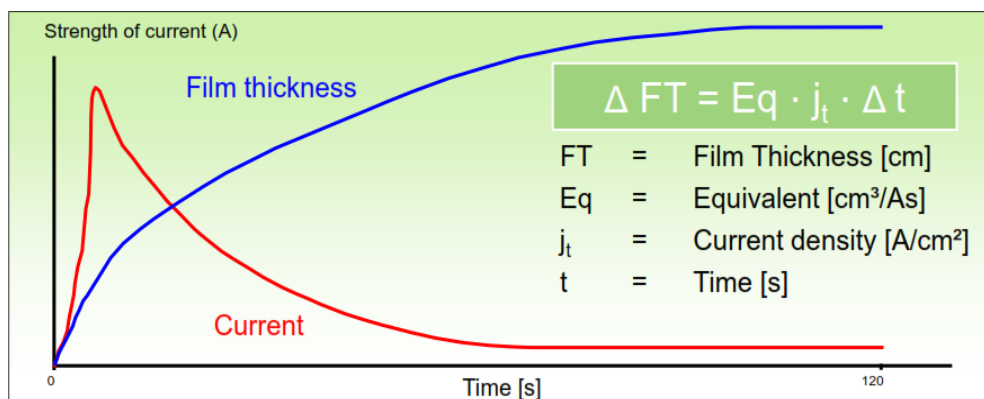 Strength of current (A)
Film thickness
Δ FT = Eq · jₜ · Δ t
FT = Film Thickness [cm]
Eq = Equivalent [cm³/As]
jₜ = Current density [A/cm²]
t = Time [s]
Current
0
Time [s]
120